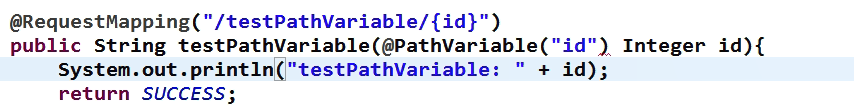 @RequestMapping("/testPathVariable/{id}")
public String testPathVariable(@PathVariable("id") Integer id){
    System.out.println("testPathVariable: " + id);
    return SUCCESS;